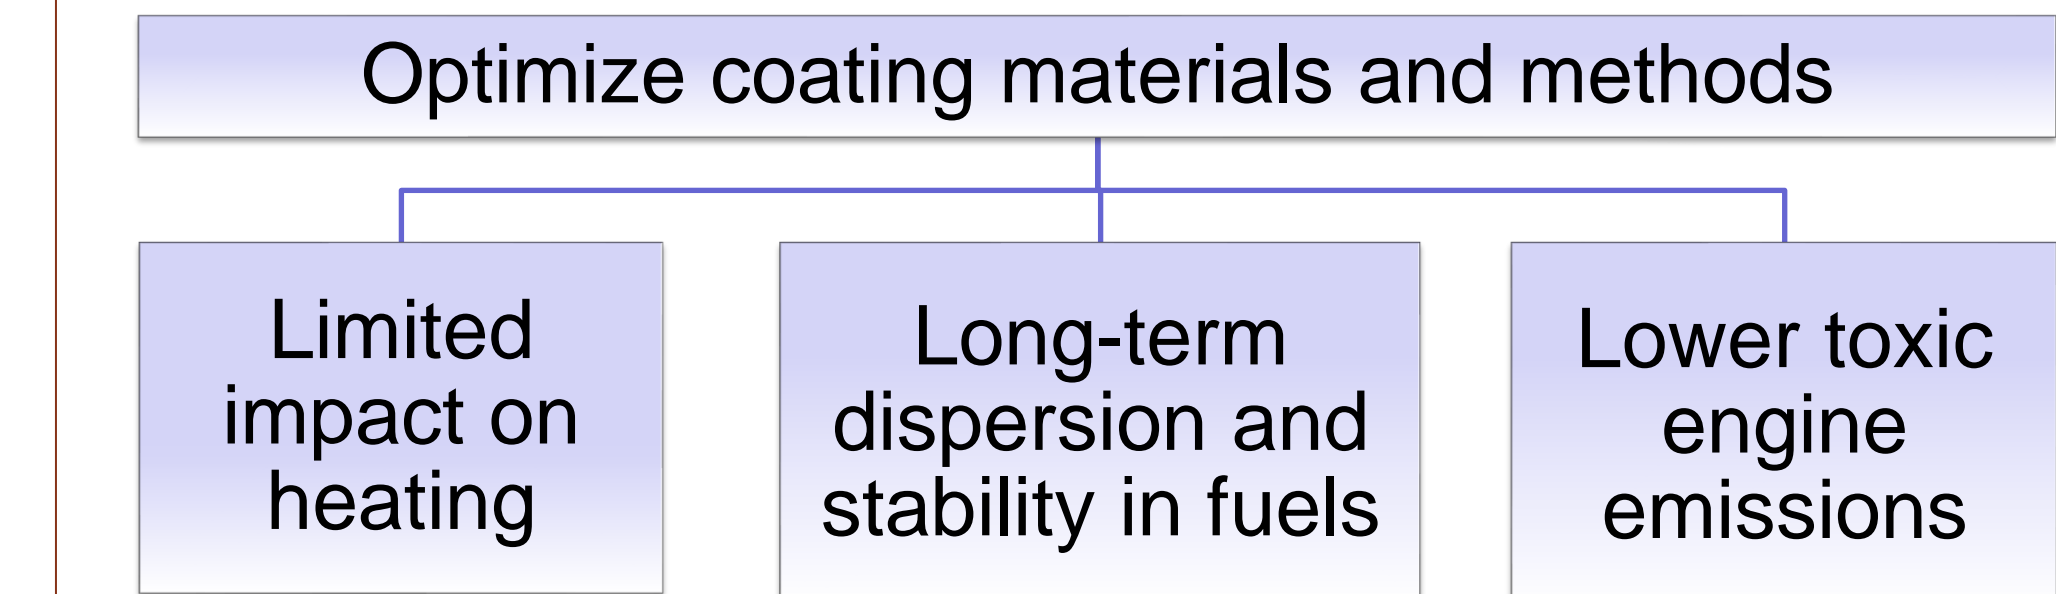 Optimize coating materials and methods
Limited
impact on
heating
Long-term
dispersion and
stability in fuels
Lower toxic
engine
emissions